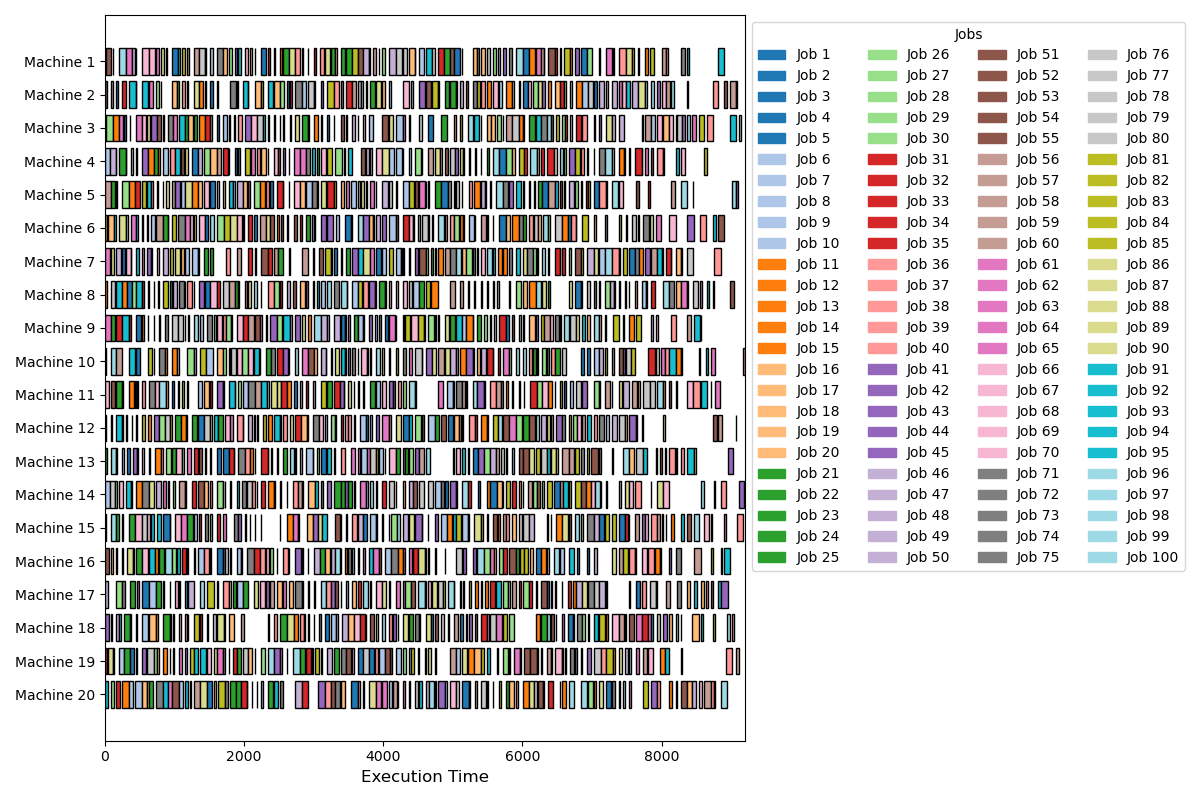 Machine 1
Machine 2
Machine 3
Machine 4
Machine 5
Machine 6
Machine 7
Machine 8
Machine 9
Machine 10
Machine 11
Machine 12
Machine 13
Machine 14
Machine 15
Machine 16
Machine 17
Machine 18
Machine 19
Machine 20
0 2000 4000 6000 8000
Execution Time
Jobs
Job 1 Job 26 Job 51 Job 76
Job 2 Job 27 Job 52 Job 77
Job 3 Job 28 Job 53 Job 78
Job 4 Job 29 Job 54 Job 79
Job 5 Job 30 Job 55 Job 80
Job 6 Job 31 Job 56 Job 81
Job 7 Job 32 Job 57 Job 82
Job 8 Job 33 Job 58 Job 83
Job 9 Job 34 Job 59 Job 84
Job 10 Job 35 Job 60 Job 85
Job 11 Job 36 Job 61 Job 86
Job 12 Job 37 Job 62 Job 87
Job 13 Job 38 Job 63 Job 88
Job 14 Job 39 Job 64 Job 89
Job 15 Job 40 Job 65 Job 90
Job 16 Job 41 Job 66 Job 91
Job 17 Job 42 Job 67 Job 92
Job 18 Job 43 Job 68 Job 93
Job 19 Job 44 Job 69 Job 94
Job 20 Job 45 Job 70 Job 95
Job 21 Job 46 Job 71 Job 96
Job 22 Job 47 Job 72 Job 97
Job 23 Job 48 Job 73 Job 98
Job 24 Job 49 Job 74 Job 99
Job 25 Job 50 Job 75 Job 100